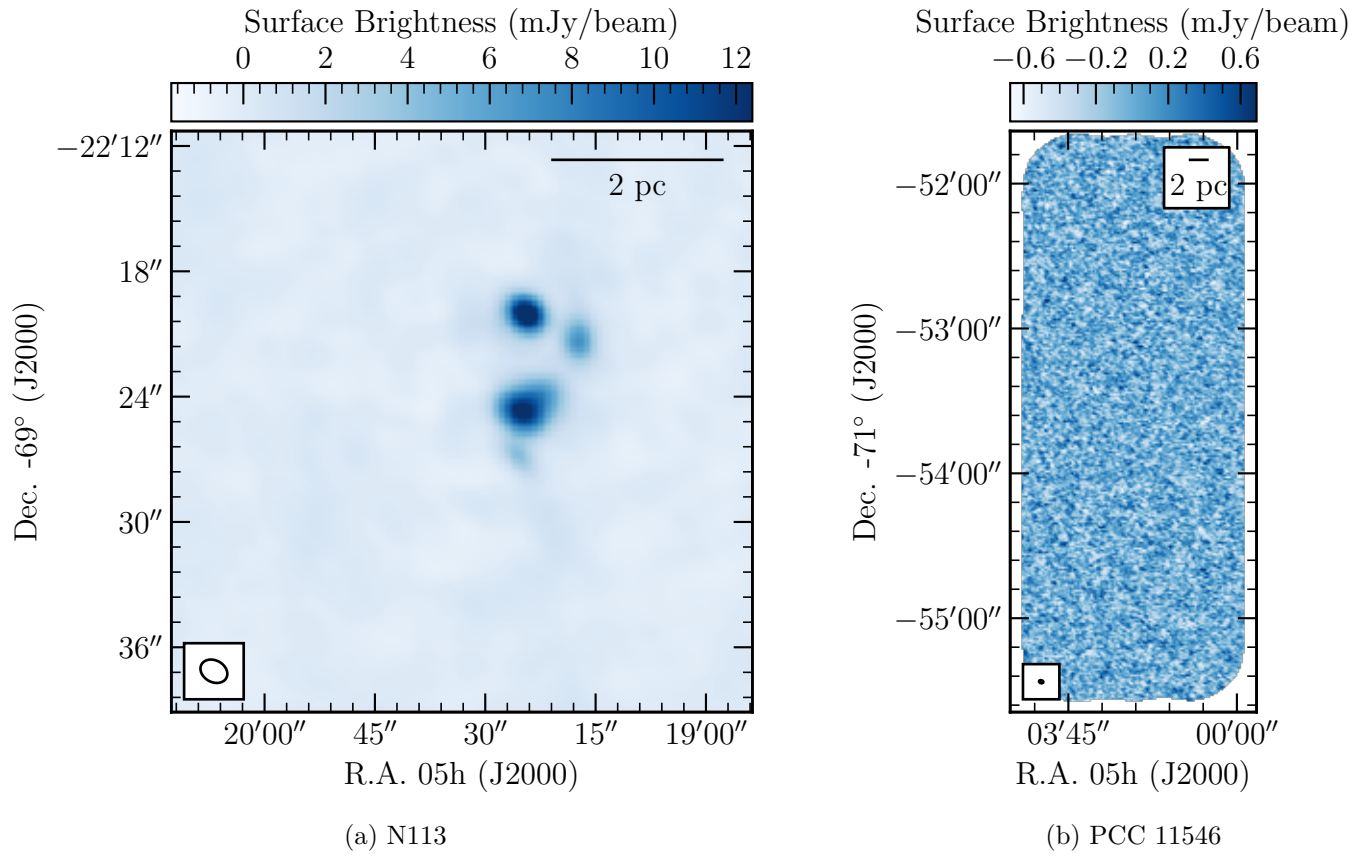 Surface Brightness (mJy/beam)
0 2 4 6 8 10 12
−22′12″
18″
24″
30″
36″
Dec. -69° (J2000)
2 pc
20′00″ 45″ 30″ 15″ 19′00″
R.A. 05h (J2000)
(a) N113
Surface Brightness (mJy/beam)
−0.6 −0.2 0.2 0.6
−52′00″
−53′00″
−54′00″
−55′00″
Dec. -71° (J2000)
2 pc
03′45″ 00′00″
R.A. 05h (J2000)
(b) PCC 11546